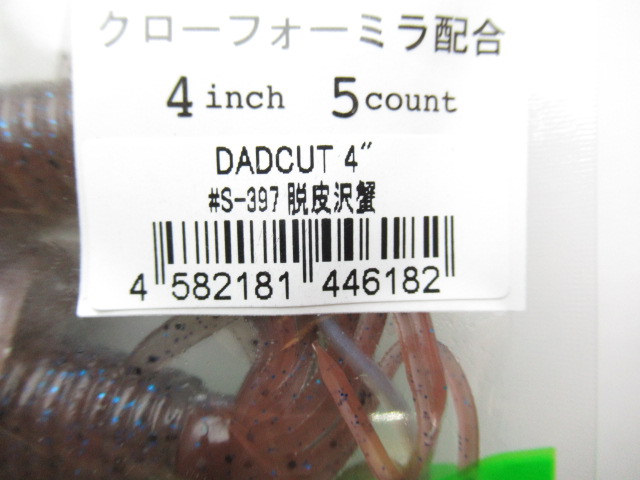 クローフォーミラ配合
4 inch 5 count
DADCUT 4″
#S-397 脱皮沢蟹
4 582181 446182